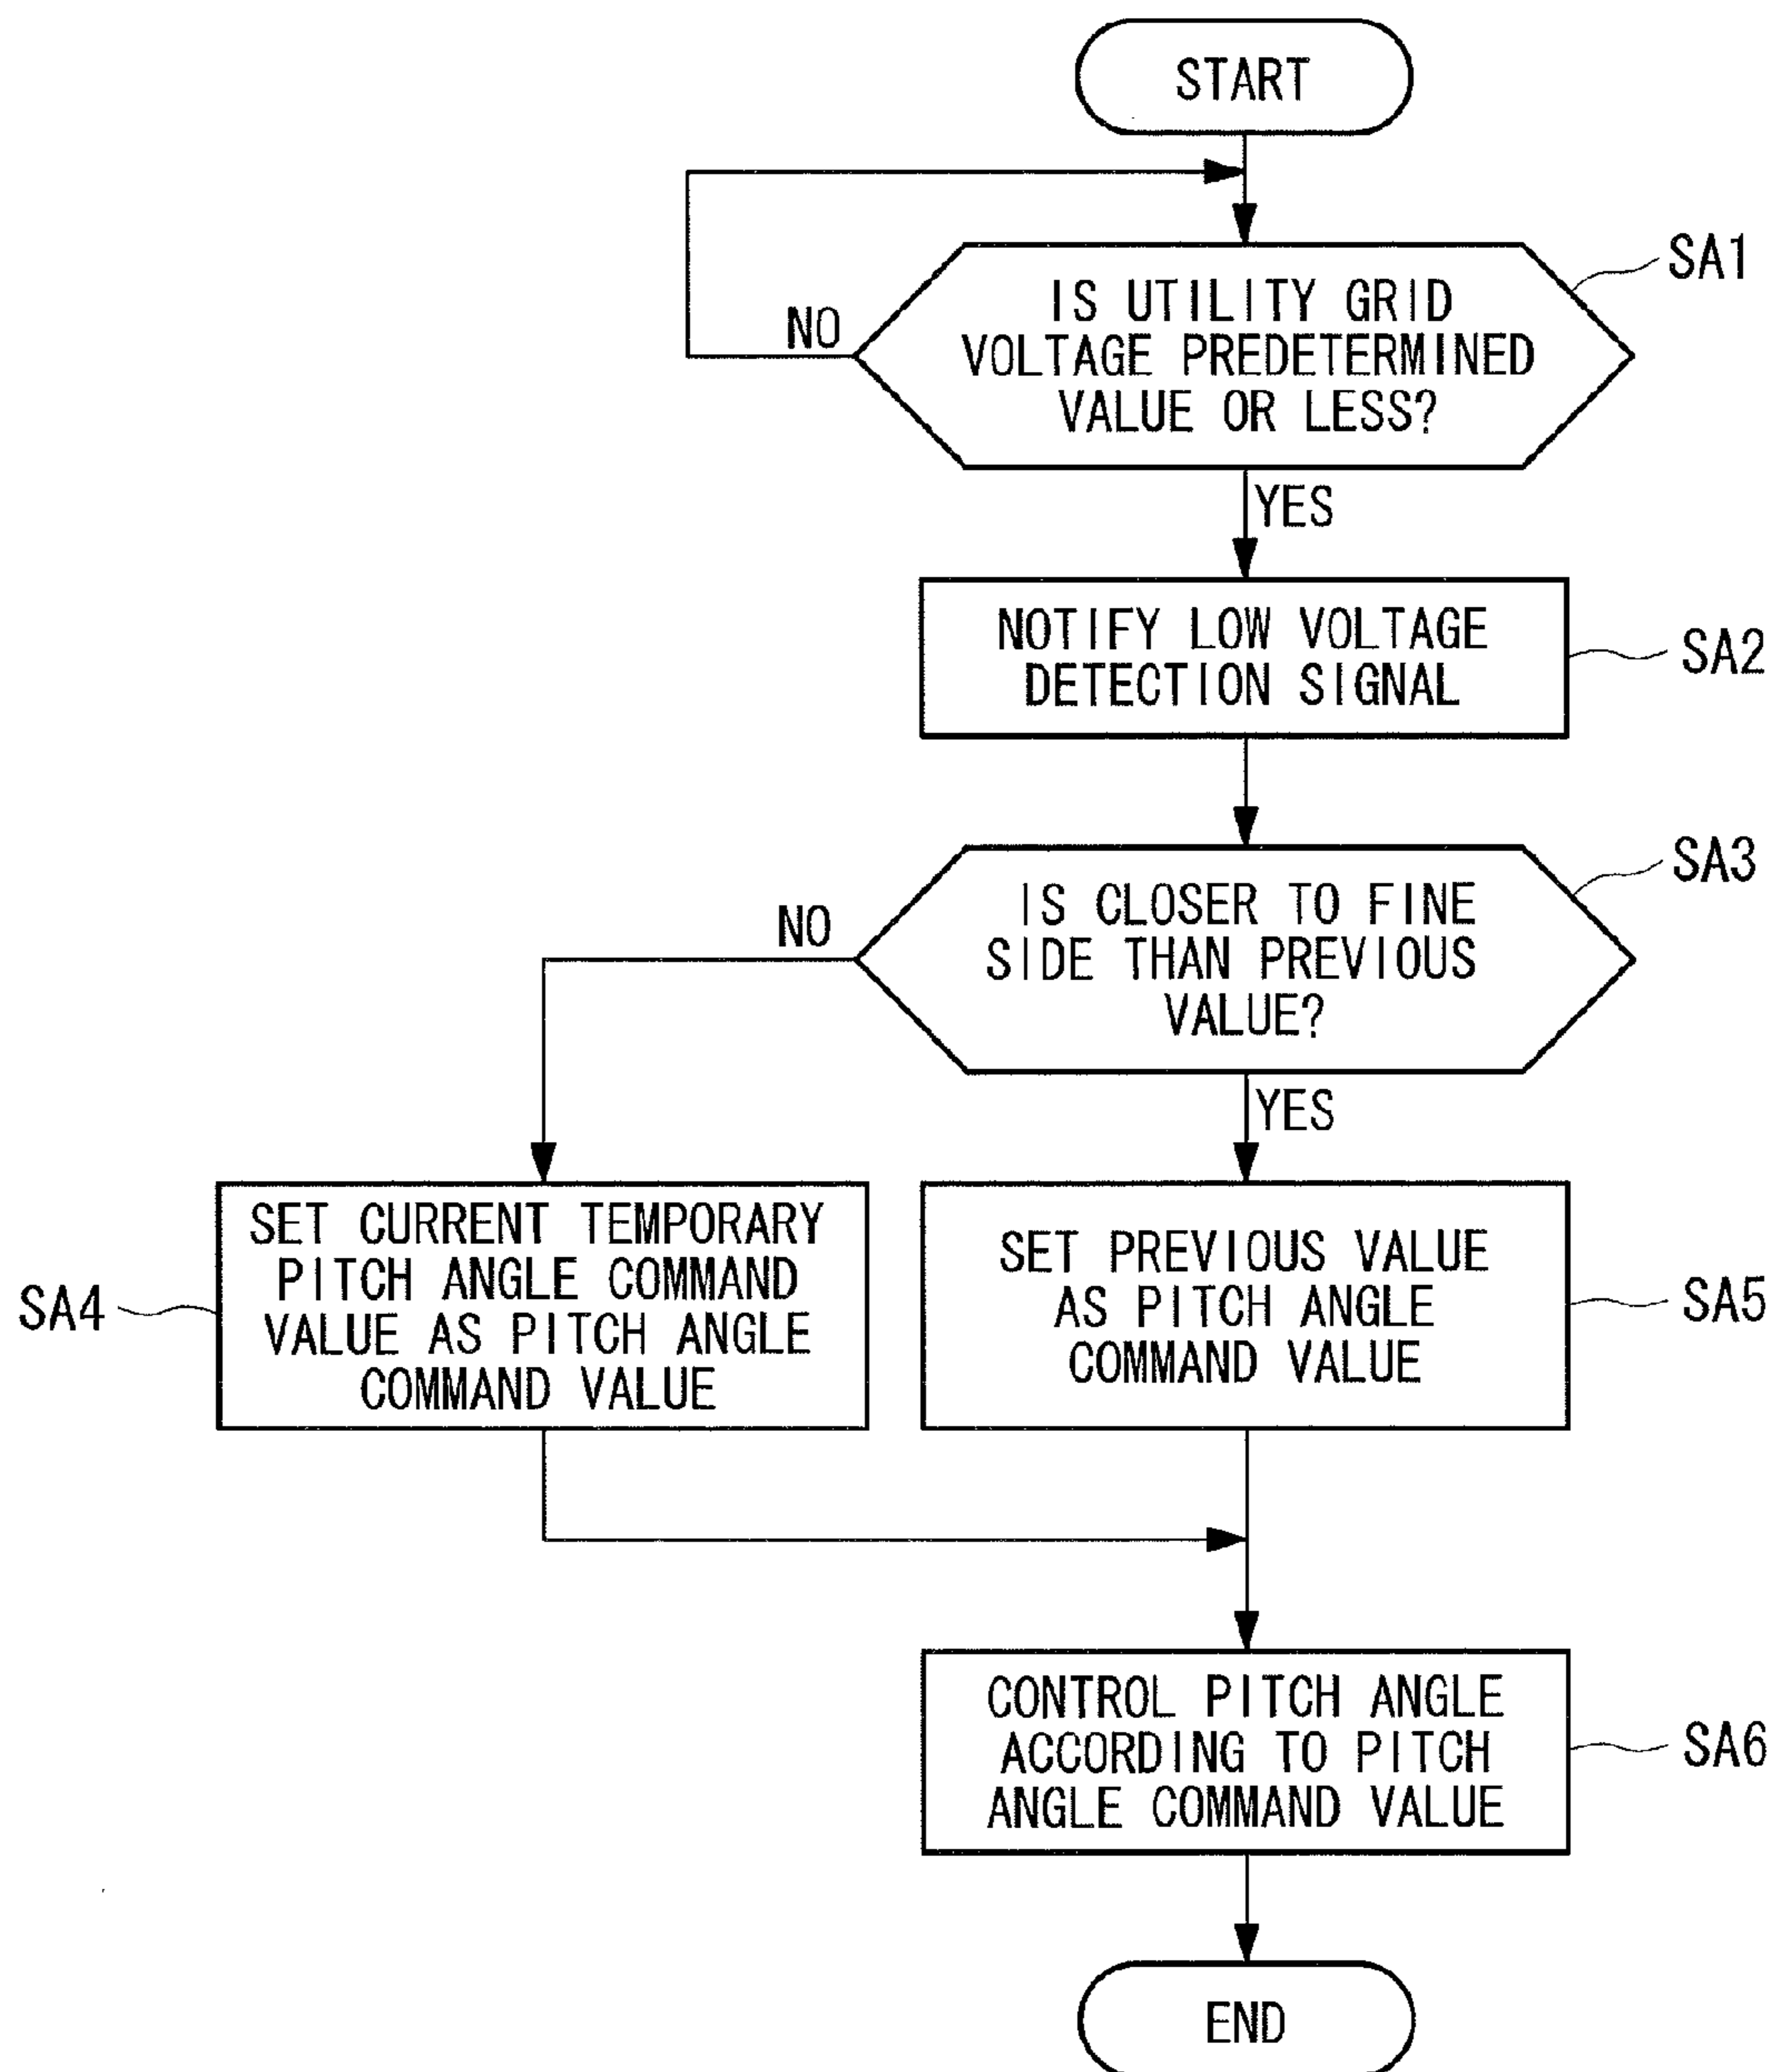 START
SA1
IS UTILITY GRID
VOLTAGE PREDETERMINED
VALUE OR LESS?
NO
YES
NOTIFY LOW VOLTAGE
DETECTION SIGNAL
SA2
SA3
IS CLOSER TO FINE
SIDE THAN PREVIOUS
VALUE?
NO
YES
SET CURRENT TEMPORARY
PITCH ANGLE COMMAND
VALUE AS PITCH ANGLE
COMMAND VALUE
SA4
SET PREVIOUS VALUE
AS PITCH ANGLE
COMMAND VALUE
SA5
CONTROL PITCH ANGLE
ACCORDING TO PITCH
ANGLE COMMAND VALUE
SA6
END